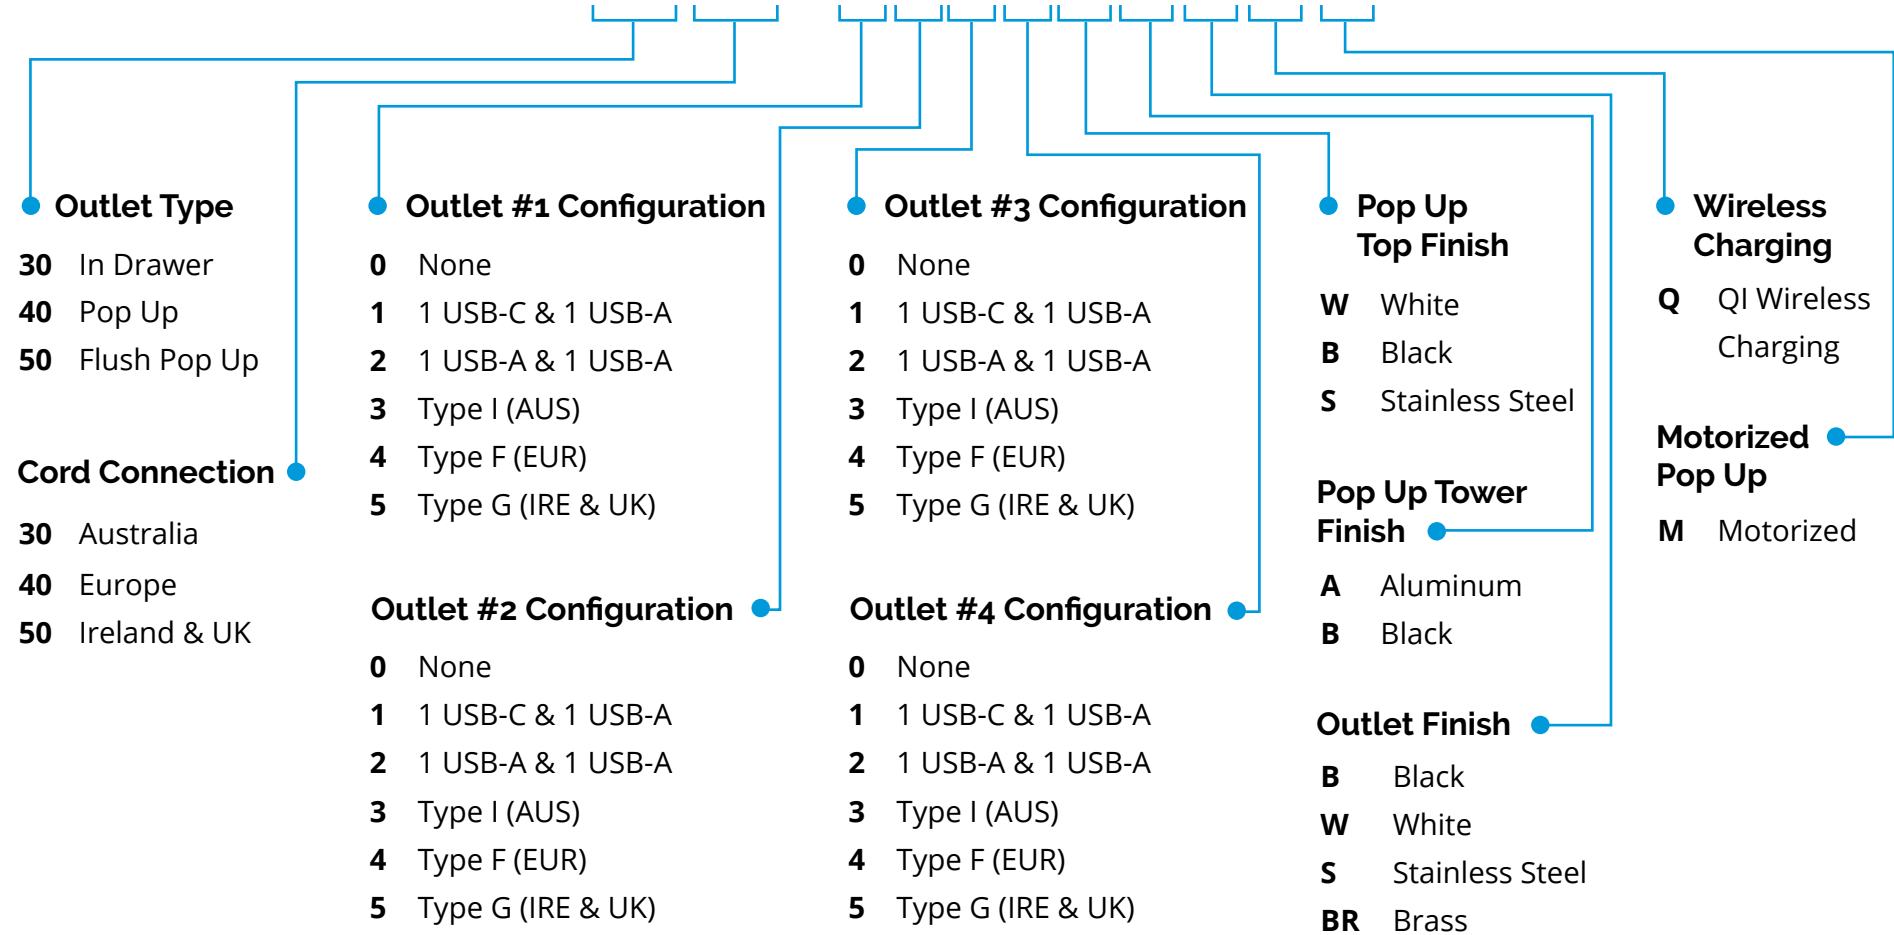 Outlet Type
30 In Drawer
40 Pop Up
50 Flush Pop Up
Cord Connection
30 Australia
40 Europe
50 Ireland & UK
Outlet #1 Configuration
0 None
1 1 USB-C & 1 USB-A
2 1 USB-A & 1 USB-A
3 Type I (AUS)
4 Type F (EUR)
5 Type G (IRE & UK)
Outlet #2 Configuration
0 None
1 1 USB-C & 1 USB-A
2 1 USB-A & 1 USB-A
3 Type I (AUS)
4 Type F (EUR)
5 Type G (IRE & UK)
Outlet #3 Configuration
0 None
1 1 USB-C & 1 USB-A
2 1 USB-A & 1 USB-A
3 Type I (AUS)
4 Type F (EUR)
5 Type G (IRE & UK)
Outlet #4 Configuration
0 None
1 1 USB-C & 1 USB-A
2 1 USB-A & 1 USB-A
3 Type I (AUS)
4 Type F (EUR)
5 Type G (IRE & UK)
Pop Up
Top Finish
W White
B Black
S Stainless Steel
Pop Up Tower
Finish
A Aluminum
B Black
Outlet Finish
B Black
W White
S Stainless Steel
BR Brass
Wireless
Charging
Q QI Wireless
Charging
Motorized
Pop Up
M Motorized